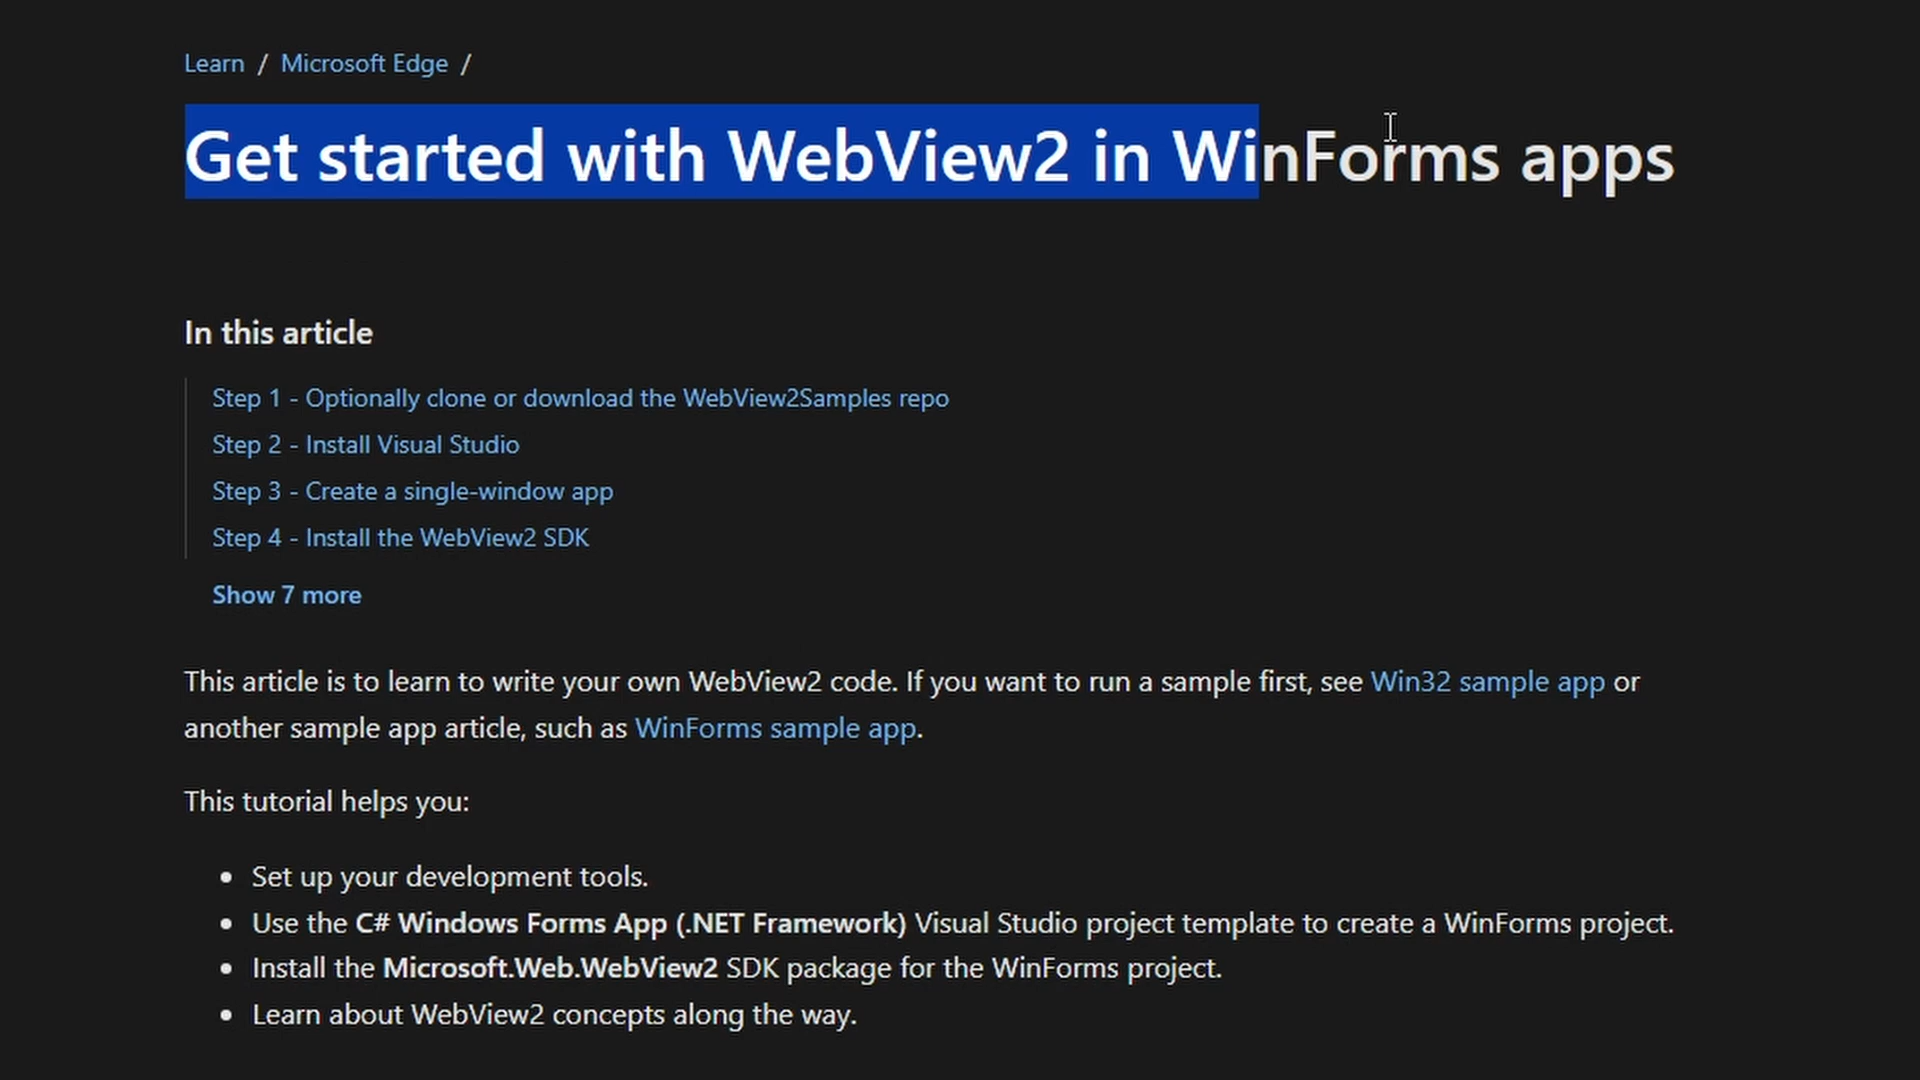 Learn / Microsoft Edge /
Get started with WebView2 in WinForms apps
In this article
Step 1 - Optionally clone or download the WebView2Samples repo
Step 2 - Install Visual Studio
Step 3 - Create a single-window app
Step 4 - Install the WebView2 SDK
Show 7 more
This article is to learn to write your own WebView2 code. If you want to run a sample first, see Win32 sample app or
another sample app article, such as WinForms sample app.
This tutorial helps you:
• Set up your development tools.
• Use the C# Windows Forms App (.NET Framework) Visual Studio project template to create a WinForms project.
• Install the Microsoft.Web.WebView2 SDK package for the WinForms project.
• Learn about WebView2 concepts along the way.